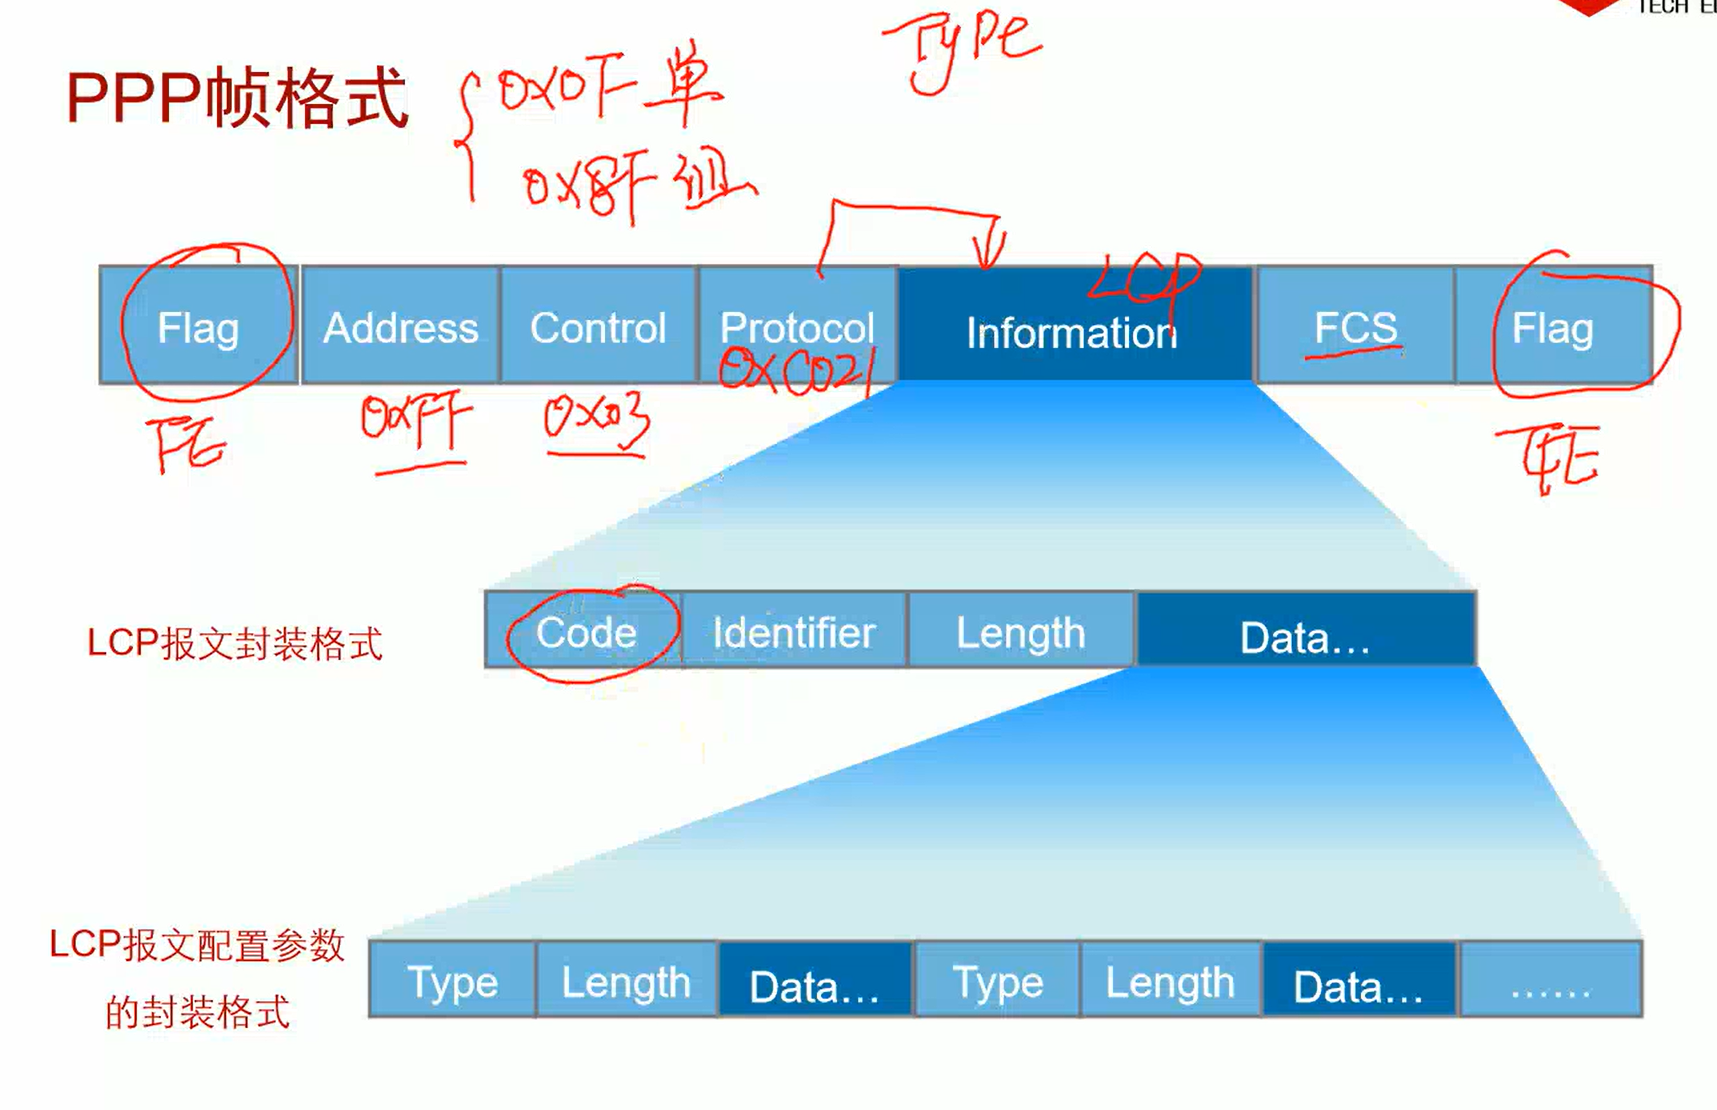 TECH
Type
PPP帧格式
0x0F 单
0x8F 组
LCP
Flag Address Control Protocol Information FCS Flag
0xC021
FE 0xFF 0x03 FE
LCP报文封装格式
Code Identifier Length Data...
LCP报文配置参数
的封装格式
Type Length Data... Type Length Data... ......